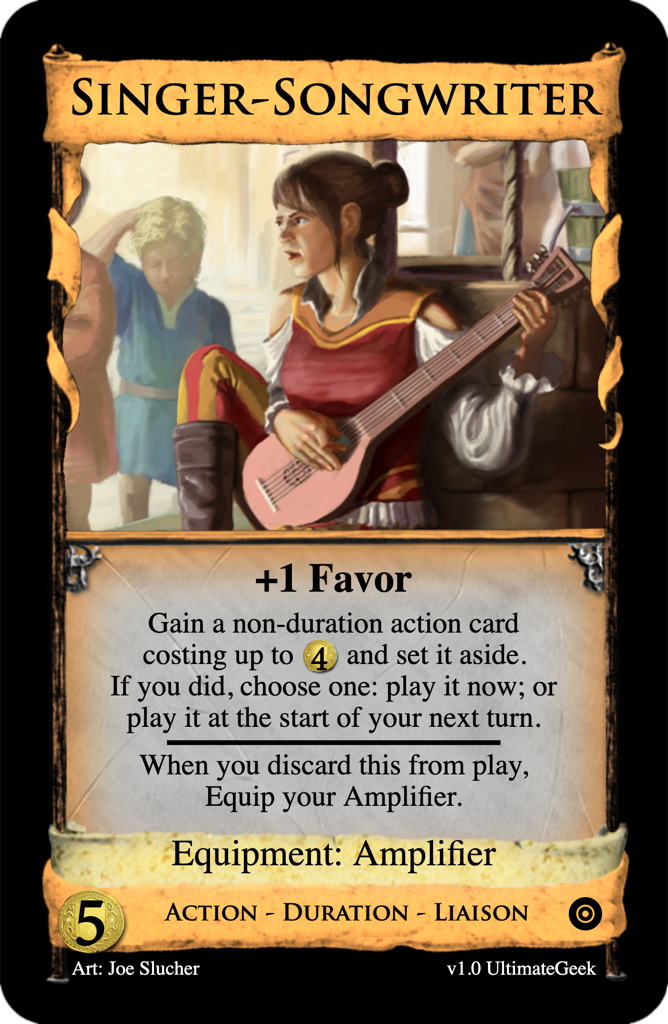 Singer-Songwriter
+1 Favor
Gain a non-duration action card
costing up to 4 and set it aside.
If you did, choose one: play it now; or
play it at the start of your next turn.
When you discard this from play,
Equip your Amplifier.
Equipment: Amplifier
5 Action - Duration - Liaison
Art: Joe Slucher v1.0 UltimateGeek